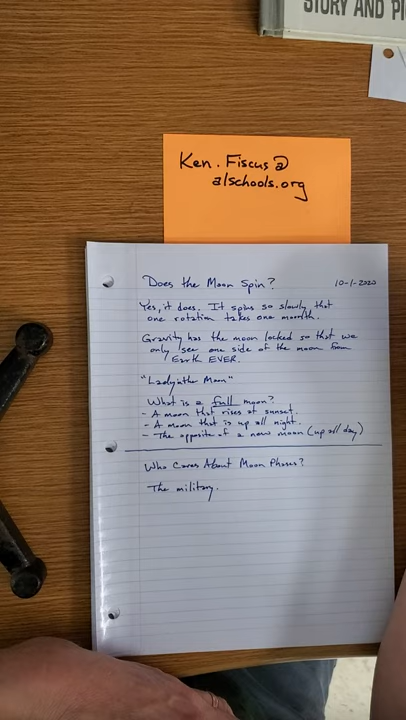 STORY AND
Ken.Fiscus@
alschools.org
Does the Moon Spin?
10-1-2020
Yes, it does. It spins so slowly that
one rotation takes one moonth.
Gravity has the moon locked so that we
only see one side of the moon from
Earth EVER.
"Ladyinthe Moon"
What is a full moon?
- A moon that rises at sunset.
- A moon that is up all night.
- The opposite of a new moon (up all day)
Who Cares About Moon Phases?
The military.